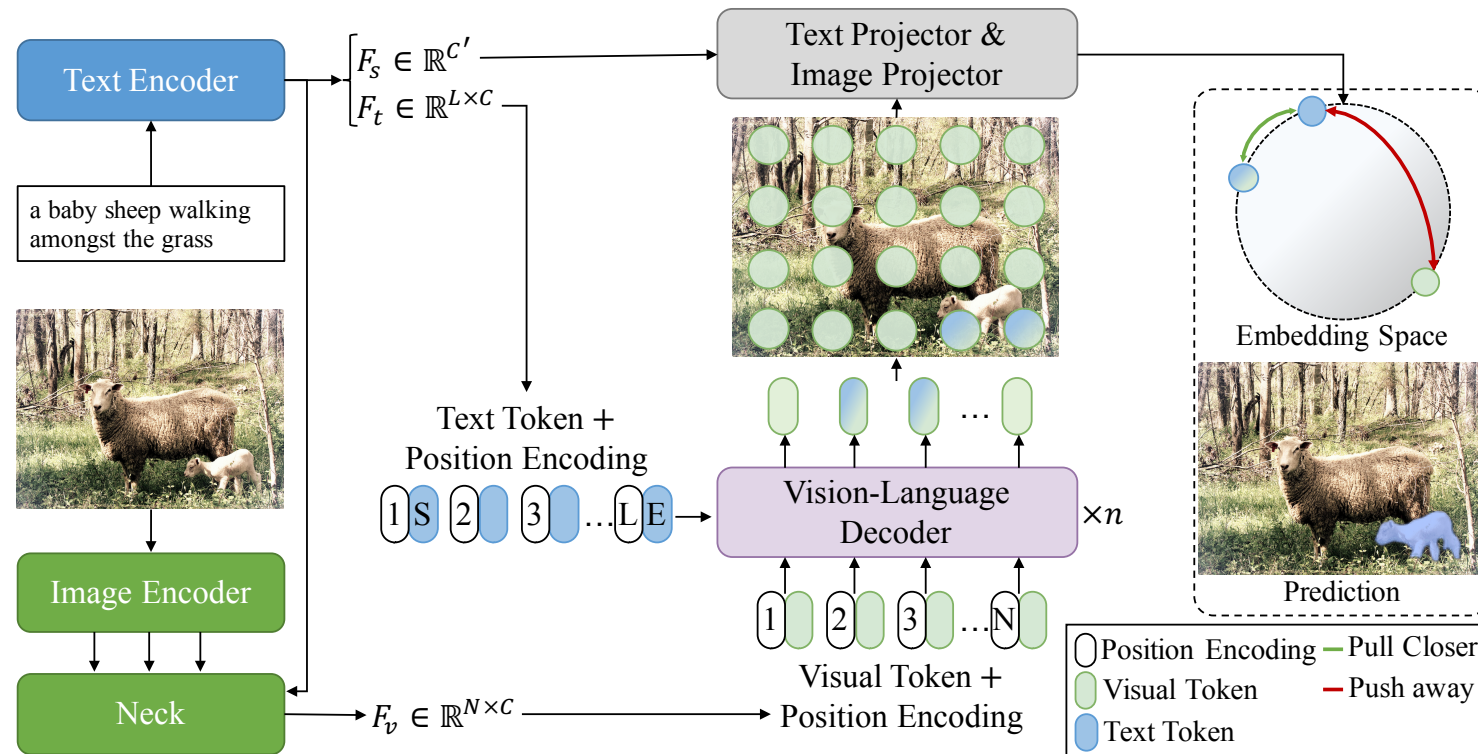 Text Encoder
a baby sheep walking
amongst the grass
F_s ∈ ℝ^{C'}
F_t ∈ ℝ^{L×C}
Text Projector &
Image Projector
Embedding Space
Text Token +
Position Encoding
1 S 2 3 ... L E
Vision-Language
Decoder
×n
...
1 2 3 ... N
Visual Token +
Position Encoding
Image Encoder
Neck
F_v ∈ ℝ^{N×C}
Prediction
Position Encoding
Visual Token
Text Token
Pull Closer
Push away